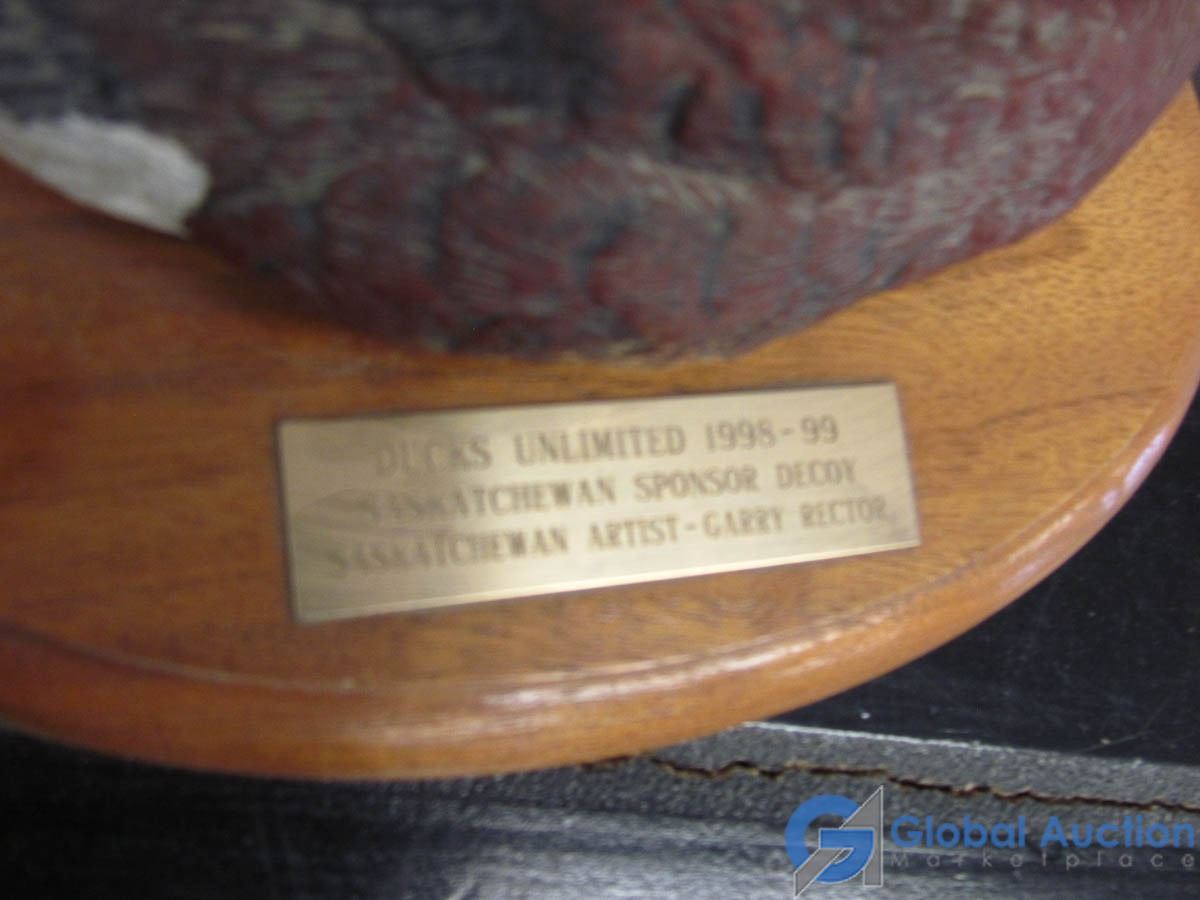 DUCKS UNLIMITED 1998-99
SASKATCHEWAN SPONSOR DECOY
SASKATCHEWAN ARTIST-GARRY RECTOR
Global Auction
Marketplace